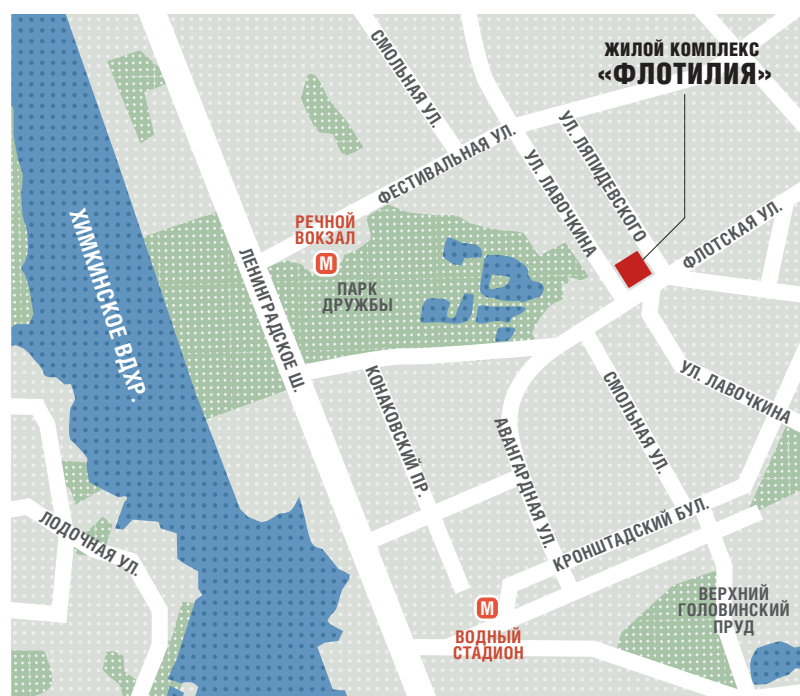 ЖИЛОЙ КОМПЛЕКС
«ФЛОТИЛИЯ»
СМОЛЬНАЯ УЛ.
ФЕСТИВАЛЬНАЯ УЛ.
УЛ. ЛАВОЧКИНА
УЛ. ЛЯПИДЕВСКОГО
ФЛОТСКАЯ УЛ.
ХИМКИНСКОЕ ВДХР.
ЛЕНИНГРАДСКОЕ Ш.
РЕЧНОЙ
ВОКЗАЛ
М
ПАРК
ДРУЖБЫ
КОНАКОВСКИЙ ПР.
АВАНГАРДНАЯ УЛ.
СМОЛЬНАЯ УЛ.
УЛ. ЛАВОЧКИНА
ЛОДОЧНАЯ УЛ.
КРОНШТАДСКИЙ БУЛ.
М
ВОДНЫЙ
СТАДИОН
ВЕРХНИЙ
ГОЛОВИНСКИЙ
ПРУД